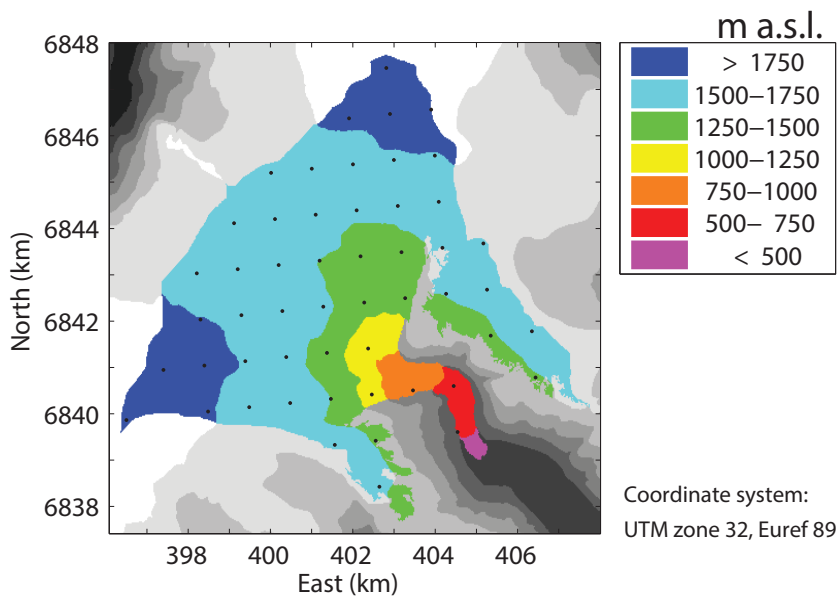 m a.s.l.
> 1750
1500–1750
1250–1500
1000–1250
750–1000
500– 750
< 500
6848
6846
6844
6842
6840
6838
North (km)
398 400 402 404 406
East (km)
Coordinate system:
UTM zone 32, Euref 89